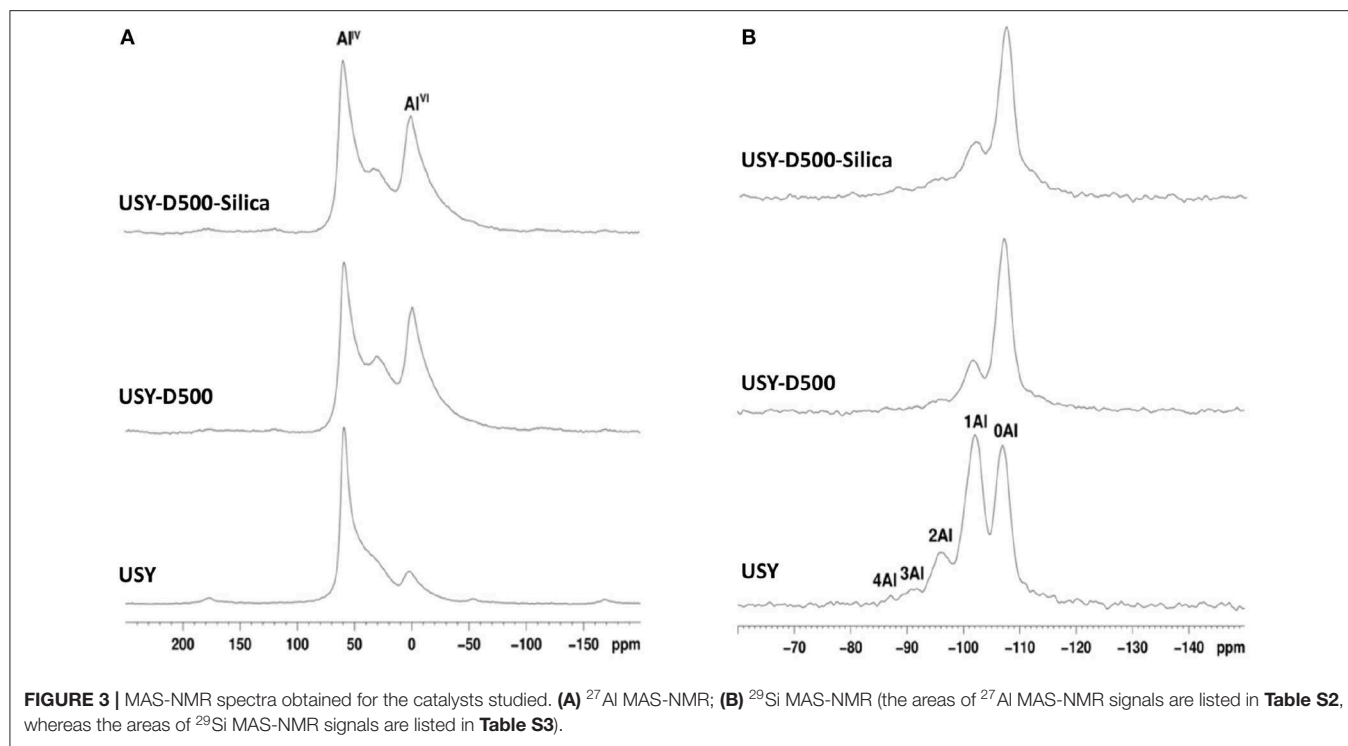 A
Alᴵⱽ
Alⱽᴵ
USY-D500-Silica
USY-D500
USY
200 150 100 50 0 −50 −100 −150 ppm
B
USY-D500-Silica
USY-D500
1Al
0Al
2Al
3Al
4Al
USY
−70 −80 −90 −100 −110 −120 −130 −140 ppm
FIGURE 3 | MAS-NMR spectra obtained for the catalysts studied. (A) ²⁷Al MAS-NMR; (B) ²⁹Si MAS-NMR (the areas of ²⁷Al MAS-NMR signals are listed in Table S2,
whereas the areas of ²⁹Si MAS-NMR signals are listed in Table S3).